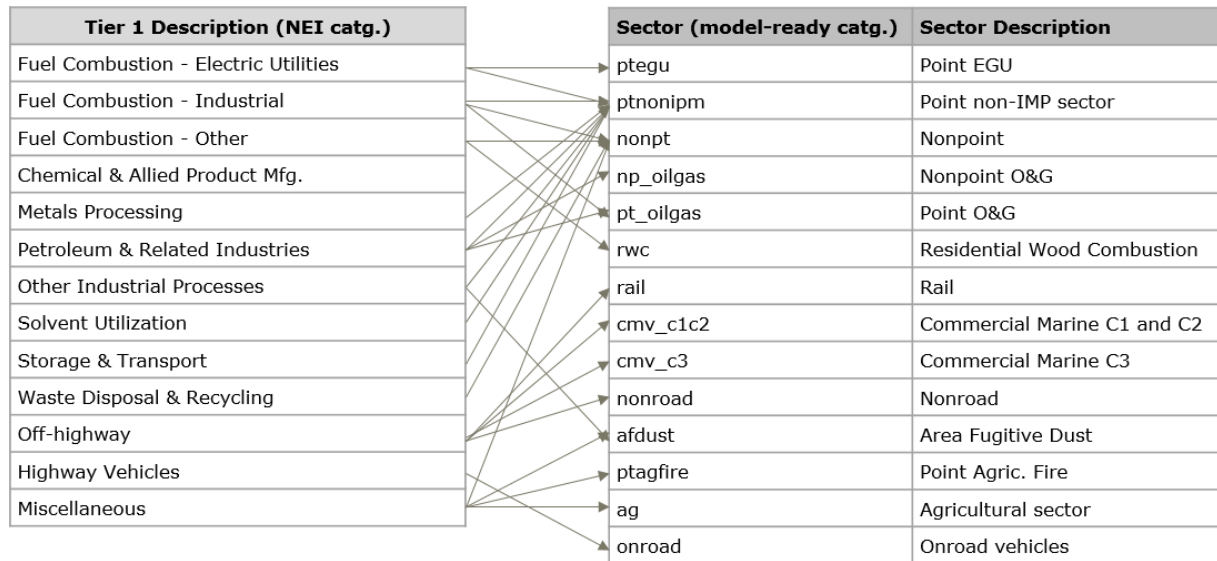 Tier 1 Description (NEI catg.)
Fuel Combustion - Electric Utilities
Fuel Combustion - Industrial
Fuel Combustion - Other
Chemical & Allied Product Mfg.
Metals Processing
Petroleum & Related Industries
Other Industrial Processes
Solvent Utilization
Storage & Transport
Waste Disposal & Recycling
Off-highway
Highway Vehicles
Miscellaneous
Sector (model-ready catg.) Sector Description
ptegu Point EGU
ptnonipm Point non-IMP sector
nonpt Nonpoint
np_oilgas Nonpoint O&G
pt_oilgas Point O&G
rwc Residential Wood Combustion
rail Rail
cmv_c1c2 Commercial Marine C1 and C2
cmv_c3 Commercial Marine C3
nonroad Nonroad
afdust Area Fugitive Dust
ptagfire Point Agric. Fire
ag Agricultural sector
onroad Onroad vehicles